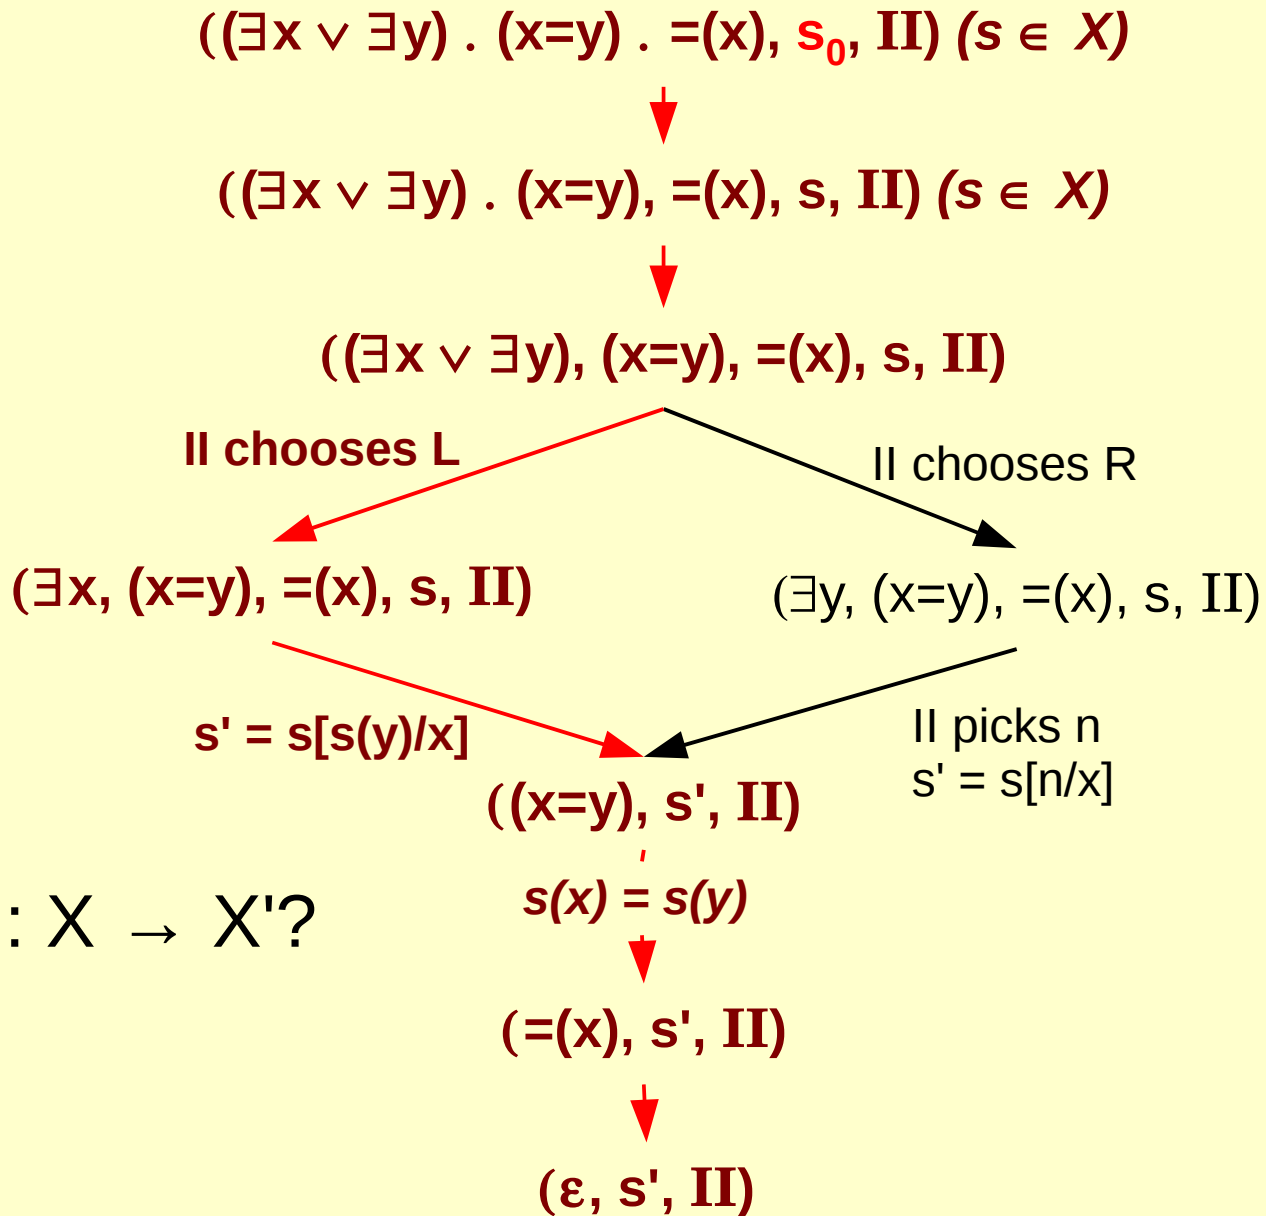 ((∃x ∨ ∃y) . (x=y) . =(x), s₀, II) (s ∈ X)
((∃x ∨ ∃y) . (x=y), =(x), s, II) (s ∈ X)
((∃x ∨ ∃y), (x=y), =(x), s, II)
II chooses L
II chooses R
(∃x, (x=y), =(x), s, II)
(∃y, (x=y), =(x), s, II)
s' = s[s(y)/x]
II picks n
s' = s[n/x]
((x=y), s', II)
s(x) = s(y)
: X → X'?
(=(x), s', II)
(ε, s', II)